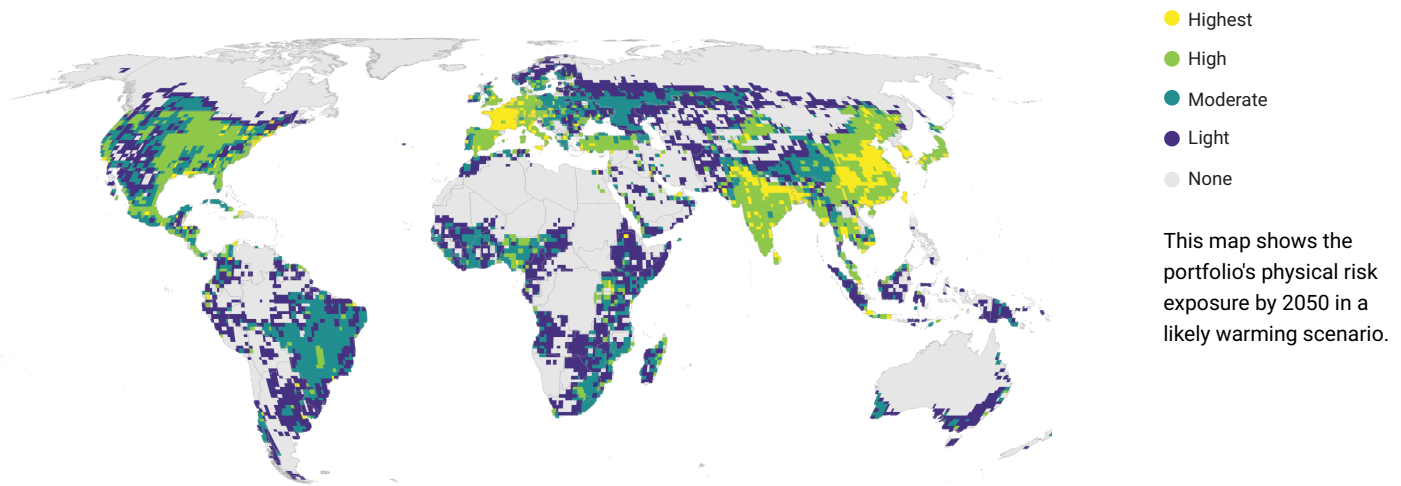 Highest
High
Moderate
Light
None
This map shows the
portfolio's physical risk
exposure by 2050 in a
likely warming scenario.